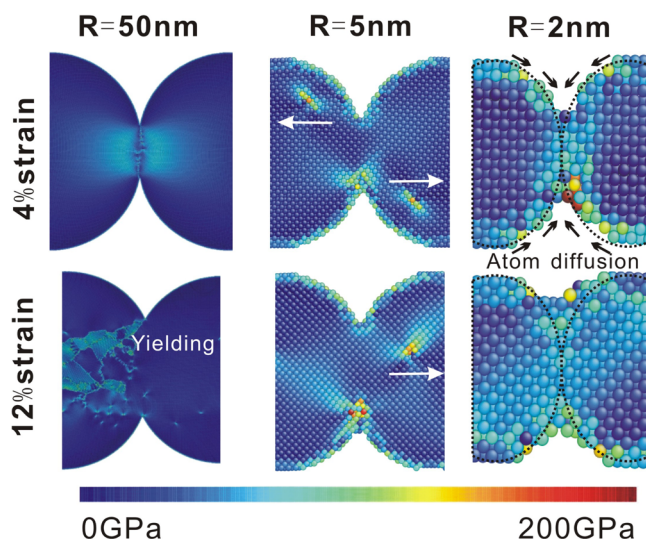 R=50nm R=5nm R=2nm
4%strain
Atom diffusion
12%strain
Yielding
0GPa 200GPa